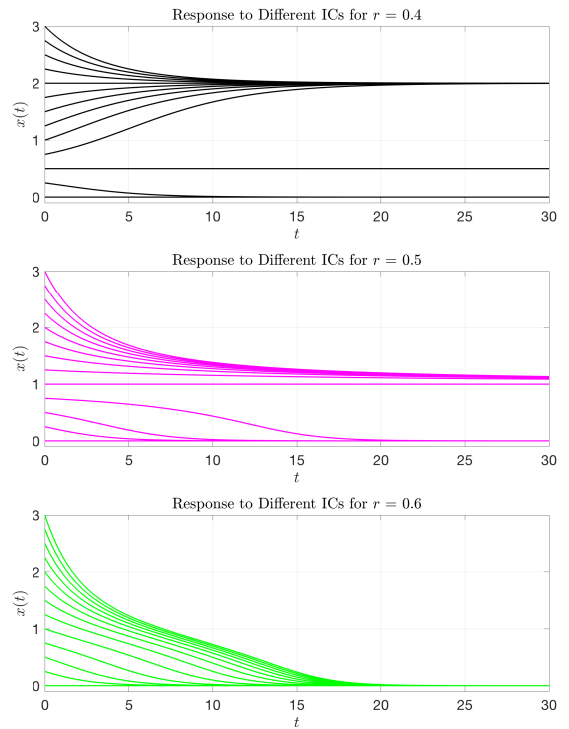 Response to Different ICs for r = 0.4
3
2
1
0
x(t)
0 5 10 15 20 25 30
t
Response to Different ICs for r = 0.5
3
2
1
0
x(t)
0 5 10 15 20 25 30
t
Response to Different ICs for r = 0.6
3
2
1
0
x(t)
0 5 10 15 20 25 30
t